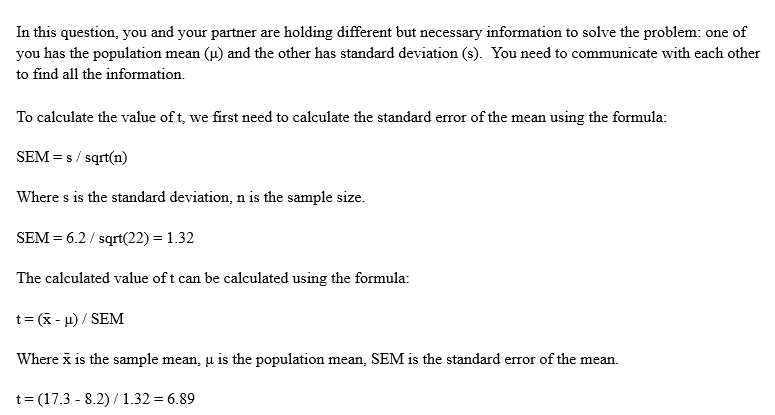 In this question, you and your partner are holding different but necessary information to solve the problem: one of
you has the population mean (μ) and the other has standard deviation (s).  You need to communicate with each other
to find all the information.
To calculate the value of t, we first need to calculate the standard error of the mean using the formula:
SEM = s / sqrt(n)
Where s is the standard deviation, n is the sample size.
SEM = 6.2 / sqrt(22) = 1.32
The calculated value of t can be calculated using the formula:
t = (x̄ - μ) / SEM
Where x̄ is the sample mean, μ is the population mean, SEM is the standard error of the mean.
t = (17.3 - 8.2) / 1.32 = 6.89